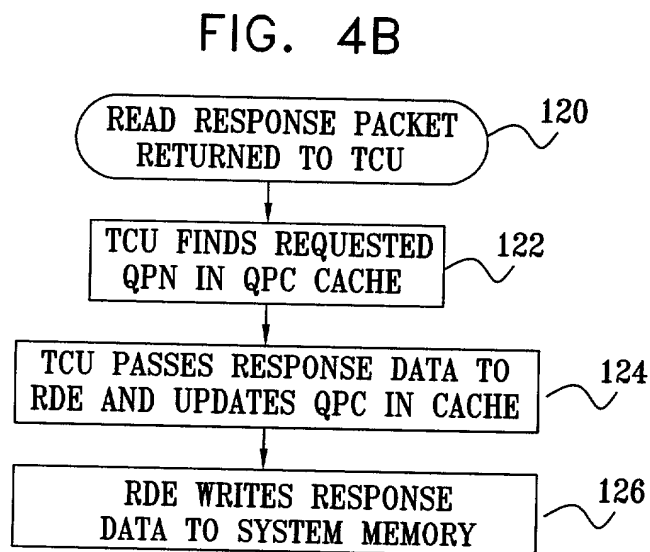 FIG. 4B
READ RESPONSE PACKET
RETURNED TO TCU
120
TCU FINDS REQUESTED
QPN IN QPC CACHE
122
TCU PASSES RESPONSE DATA TO
RDE AND UPDATES QPC IN CACHE
124
RDE WRITES RESPONSE
DATA TO SYSTEM MEMORY
126